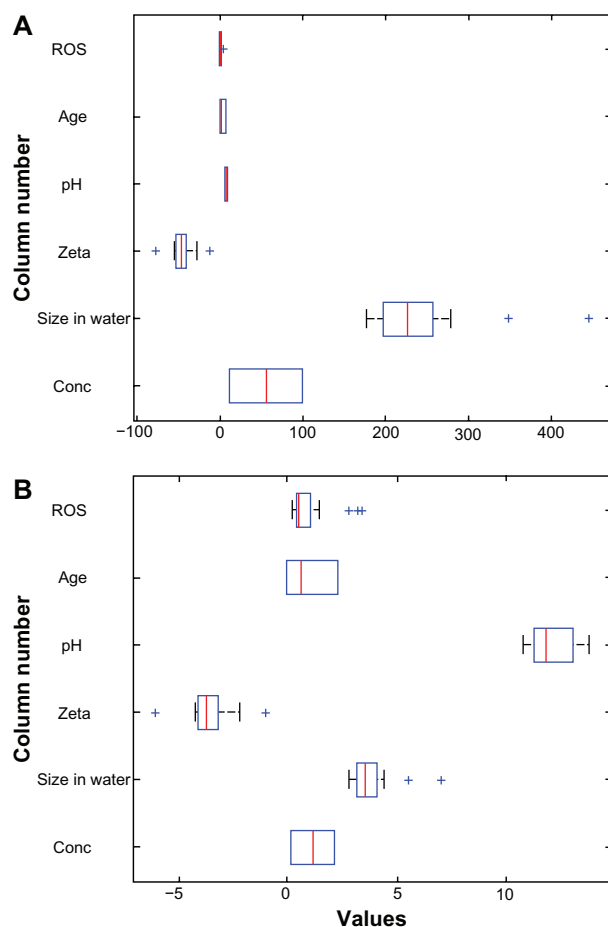 A
ROS
Age
pH
Zeta
Size in water
Conc
Column number
−100 0 100 200 300 400
B
ROS
Age
pH
Zeta
Size in water
Conc
Column number
−5 0 5 10
Values